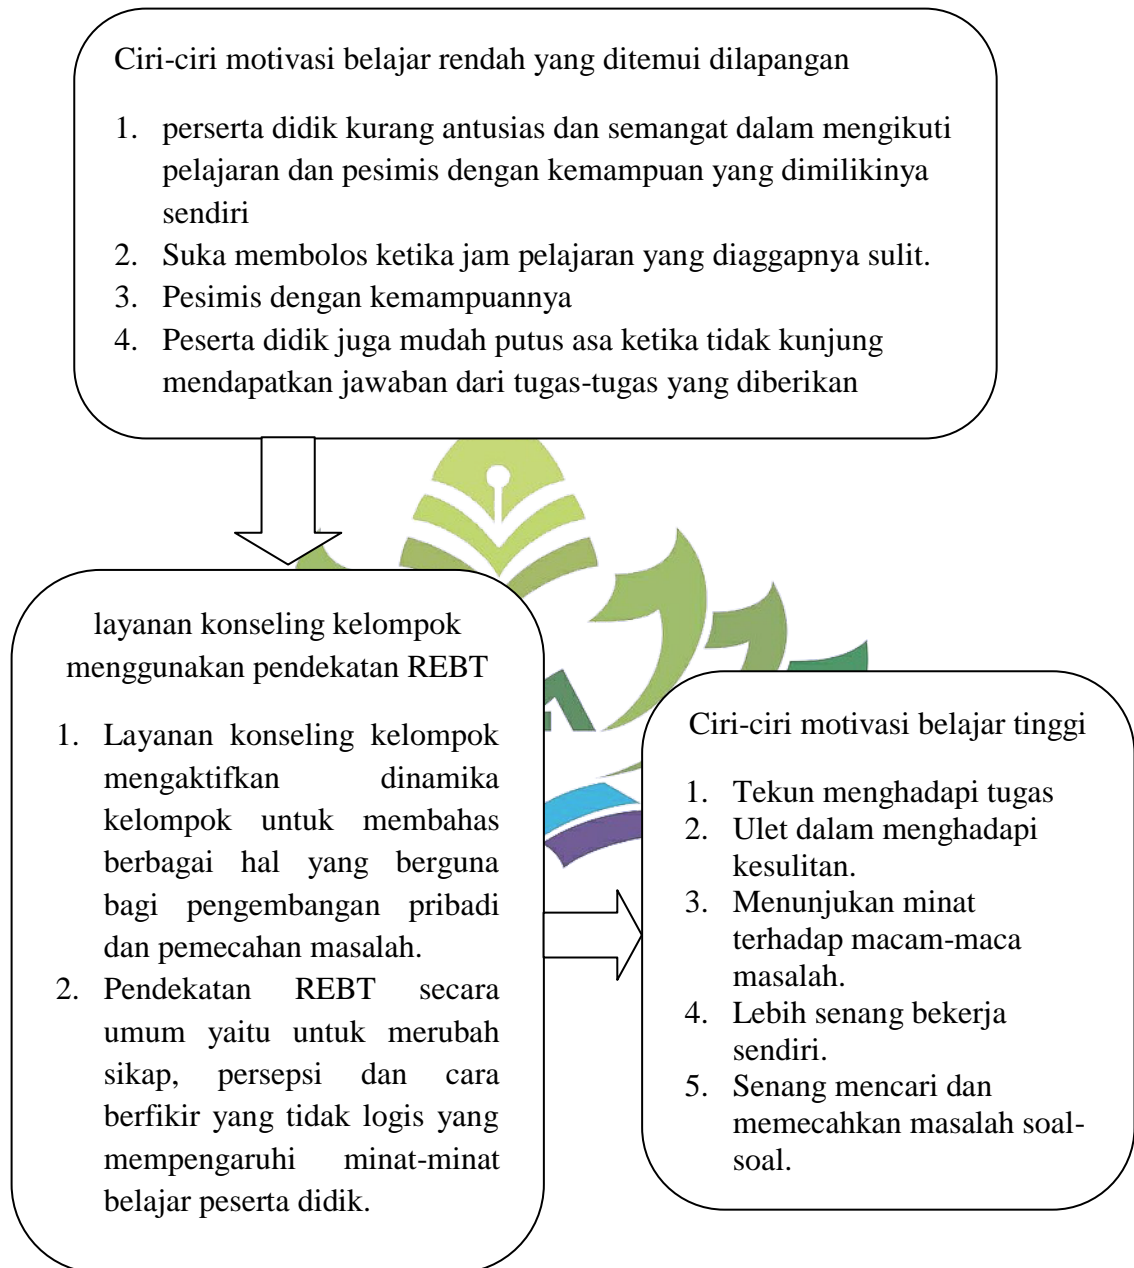 Ciri-ciri motivasi belajar rendah yang ditemui dilapangan
1. perserta didik kurang antusias dan semangat dalam mengikuti
pelajaran dan pesimis dengan kemampuan yang dimilikinya
sendiri
2. Suka membolos ketika jam pelajaran yang diaggapnya sulit.
3. Pesimis dengan kemampuannya
4. Peserta didik juga mudah putus asa ketika tidak kunjung
mendapatkan jawaban dari tugas-tugas yang diberikan
layanan konseling kelompok
menggunakan pendekatan REBT
1. Layanan konseling kelompok
mengaktifkan dinamika
kelompok untuk membahas
berbagai hal yang berguna
bagi pengembangan pribadi
dan pemecahan masalah.
2. Pendekatan REBT secara
umum yaitu untuk merubah
sikap, persepsi dan cara
berfikir yang tidak logis yang
mempengaruhi minat-minat
belajar peserta didik.
Ciri-ciri motivasi belajar tinggi
1. Tekun menghadapi tugas
2. Ulet dalam menghadapi
kesulitan.
3. Menunjukan minat
terhadap macam-maca
masalah.
4. Lebih senang bekerja
sendiri.
5. Senang mencari dan
memecahkan masalah soal-
soal.